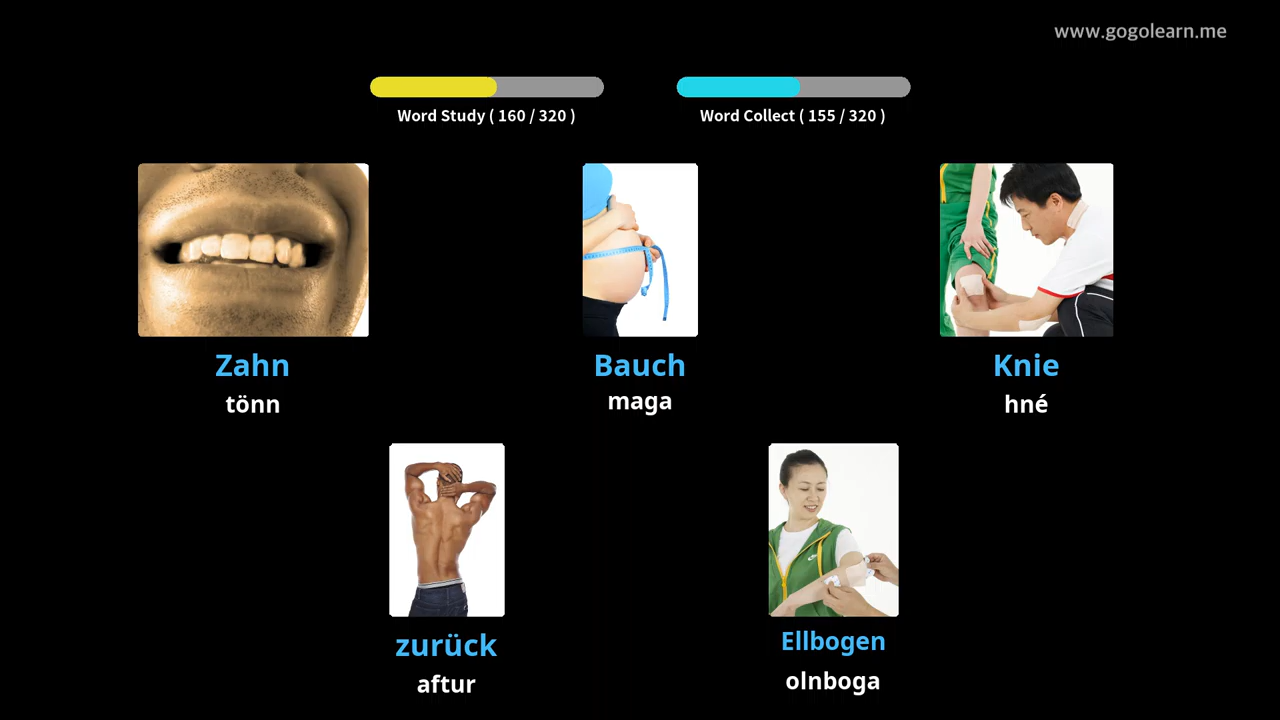 www.gogolearn.me
Word Study ( 160 / 320 )
Word Collect ( 155 / 320 )
Zahn
tönn
Bauch
maga
Knie
hné
zurück
aftur
Ellbogen
olnboga